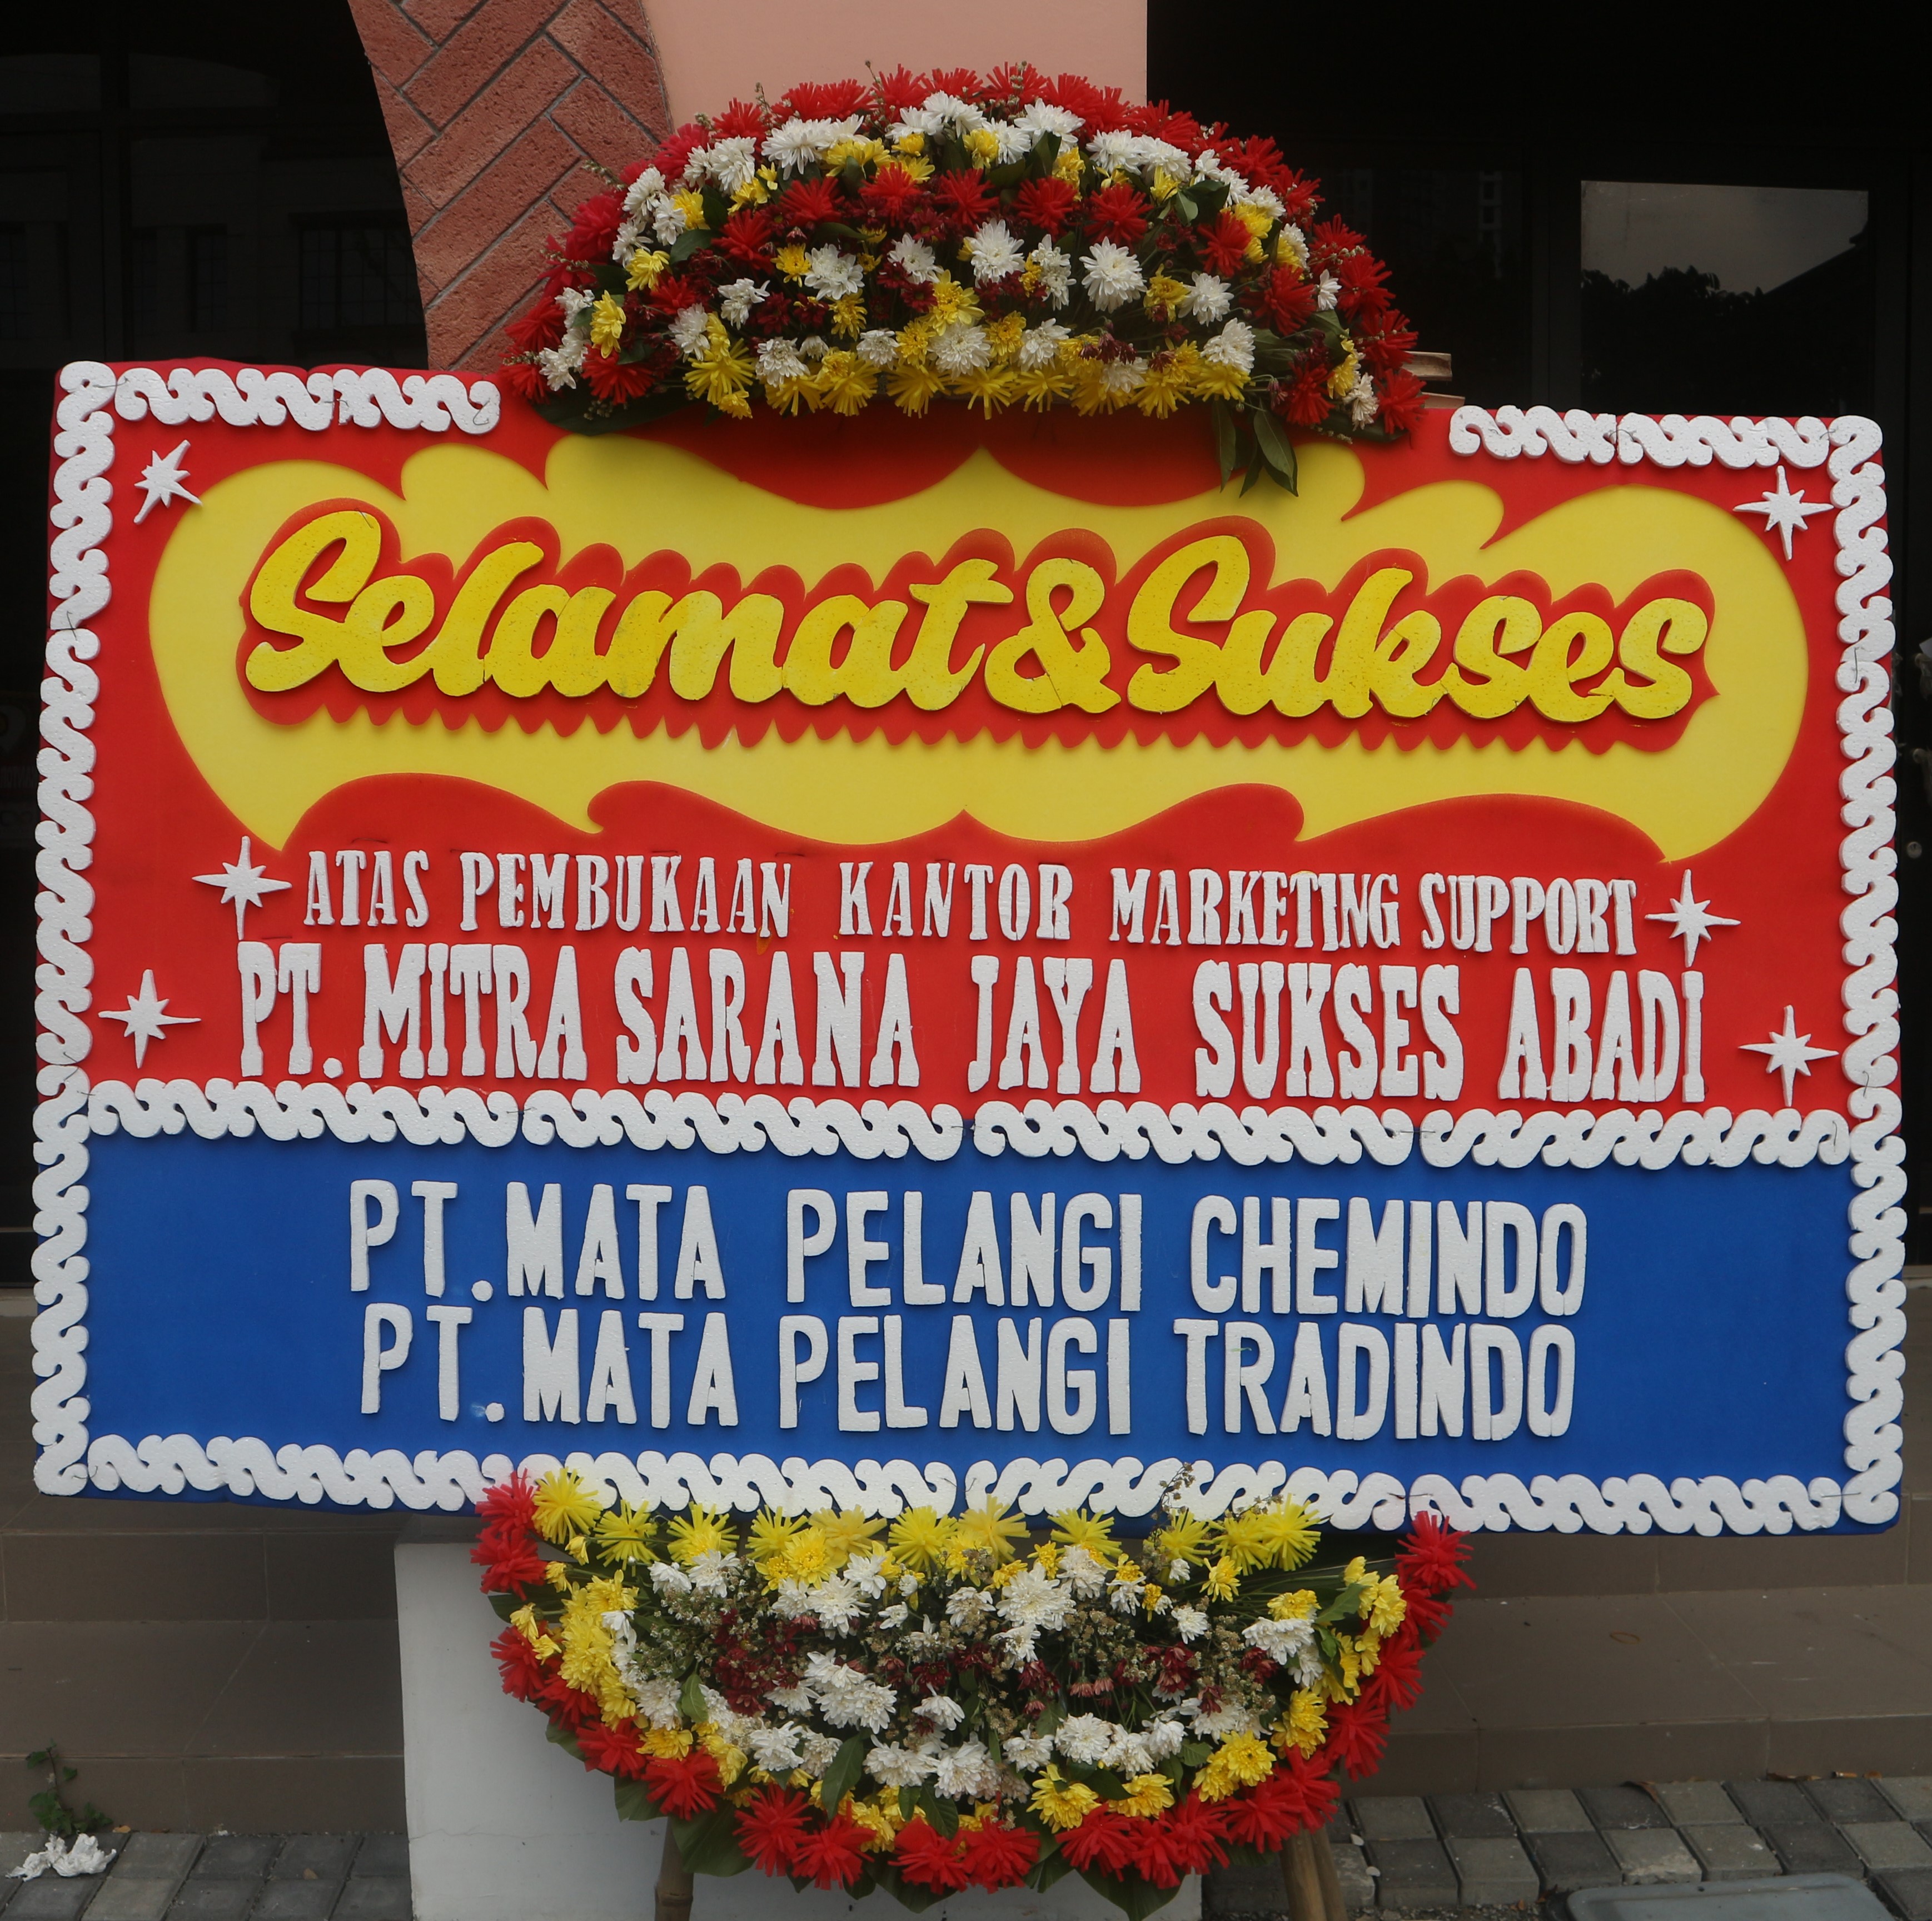 Selamat & Sukses
ATAS PEMBUKAAN KANTOR MARKETING SUPPORT
PT. MITRA SARANA JAYA SUKSES ABADI
PT. MATA PELANGI CHEMINDO
PT. MATA PELANGI TRADINDO